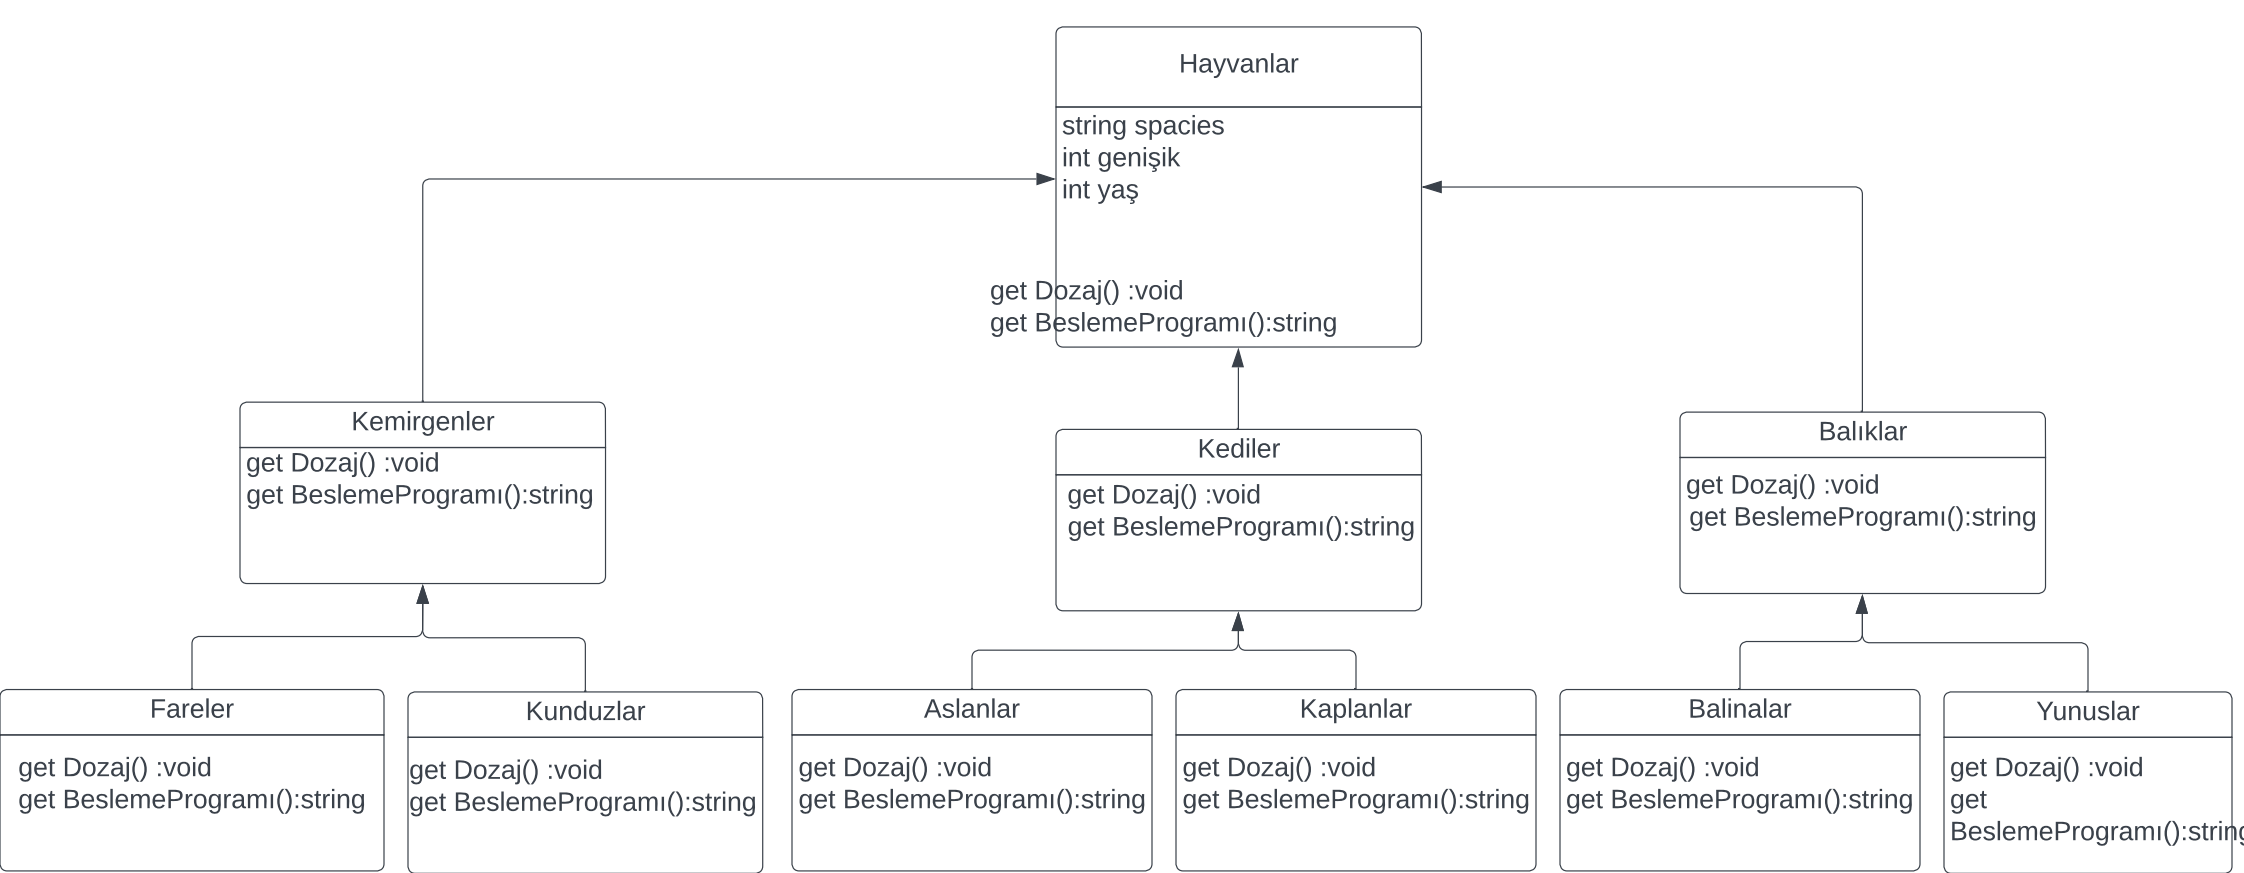 Hayvanlar
string spacies
int genişik
int yaş
get Dozaj() :void
get BeslemeProgramı():string
Kemirgenler
get Dozaj() :void
get BeslemeProgramı():string
Kediler
get Dozaj() :void
get BeslemeProgramı():string
Balıklar
get Dozaj() :void
get BeslemeProgramı():string
Fareler
get Dozaj() :void
get BeslemeProgramı():string
Kunduzlar
get Dozaj() :void
get BeslemeProgramı():string
Aslanlar
get Dozaj() :void
get BeslemeProgramı():string
Kaplanlar
get Dozaj() :void
get BeslemeProgramı():string
Balinalar
get Dozaj() :void
get BeslemeProgramı():string
Yunuslar
get Dozaj() :void
get
BeslemeProgramı():string